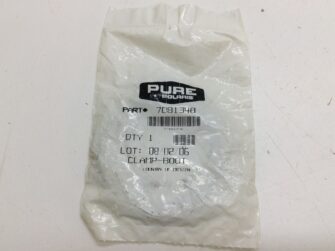 PURE
POLARIS
PART# 7081340
QTY 1
LOT: 08 02 06
CLAMP-BOOT